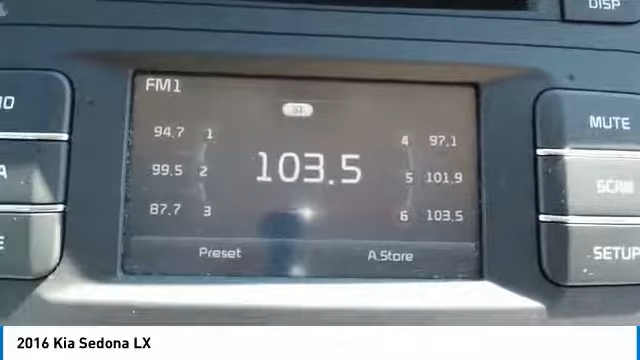 DISP
FM1
94.7 1
99.5 2
87.7 3
103.5
4 97.1
5 101.9
6 103.5
Preset
A.Store
MUTE
SCAN
SETUP
2016 Kia Sedona LX